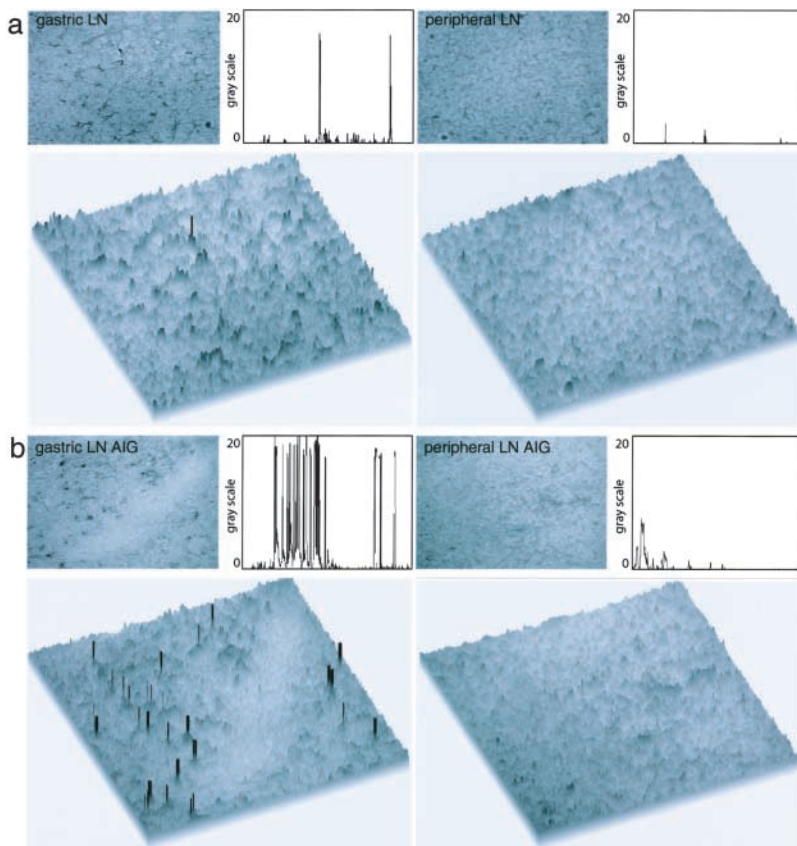 a
gastric LN
20
gray scale
0
peripheral LN
20
gray scale
0
b
gastric LN AIG
20
gray scale
0
peripheral LN AIG
20
gray scale
0